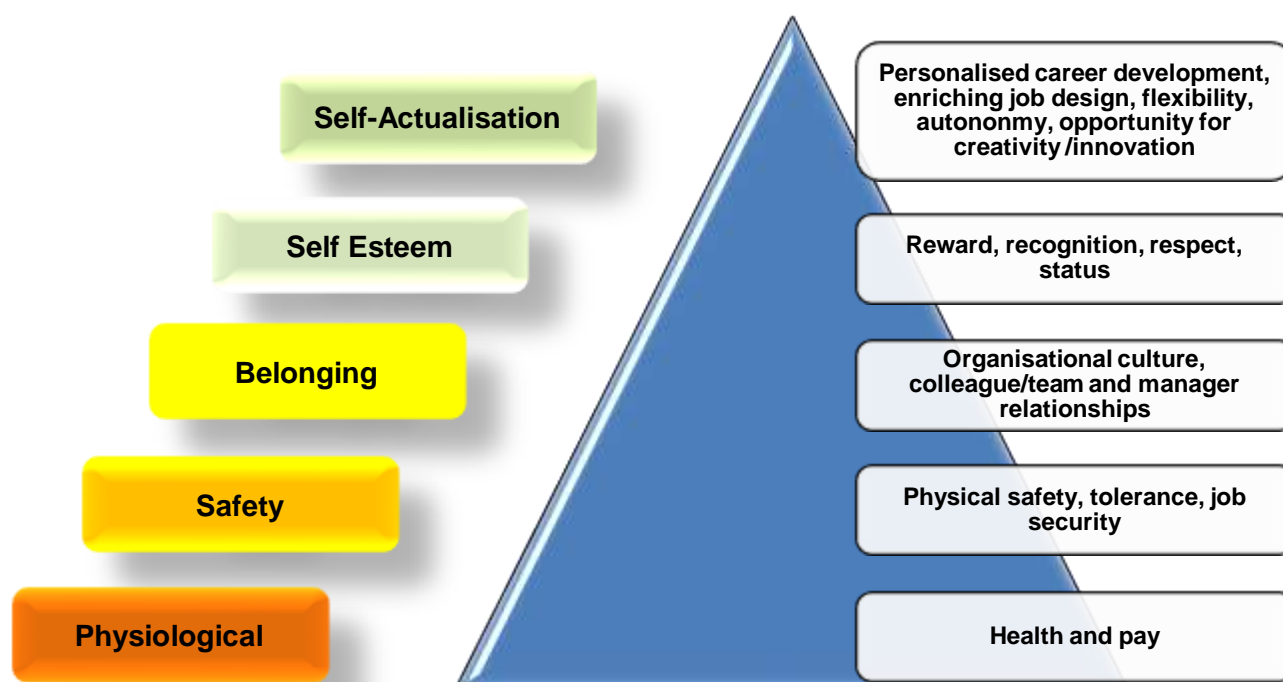 Self-Actualisation
Personalised career development,
enriching job design, flexibility,
autononmy, opportunity for
creativity/innovation
Self Esteem
Reward, recognition, respect,
status
Belonging
Organisational culture,
colleague/team and manager
relationships
Safety
Physical safety, tolerance, job
security
Physiological
Health and pay